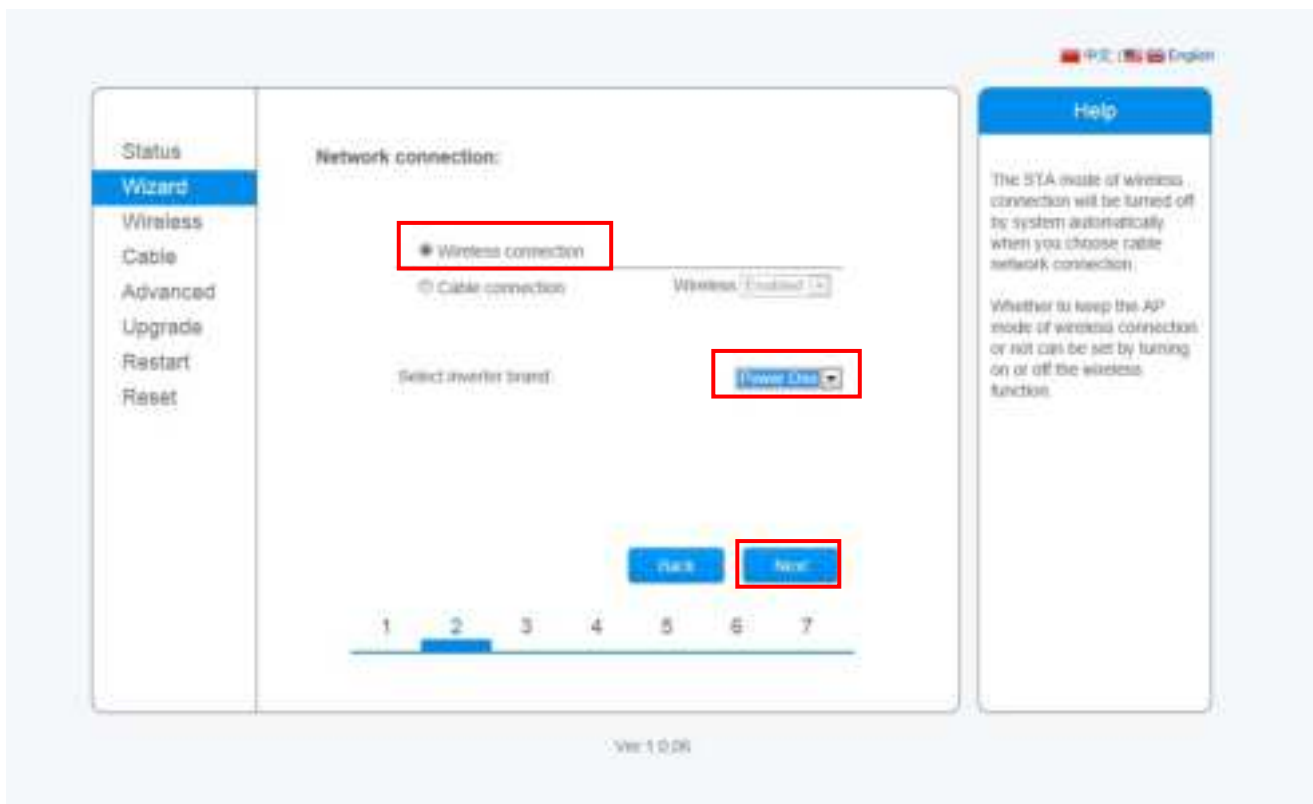 中文 | English
Help
Status
Wizard
Wireless
Cable
Advanced
Upgrade
Restart
Reset
Network connection:
Wireless connection
Cable connection
Wireless Enabled
Select inverter brand
Power One
Back
Next
1 2 3 4 5 6 7
The STA mode of wireless
connection will be turned off
by system automatically
when you choose cable
network connection.
Whether to keep the AP
mode of wireless connection
or not can be set by turning
on or off the wireless
function.
Ver:1.0.06